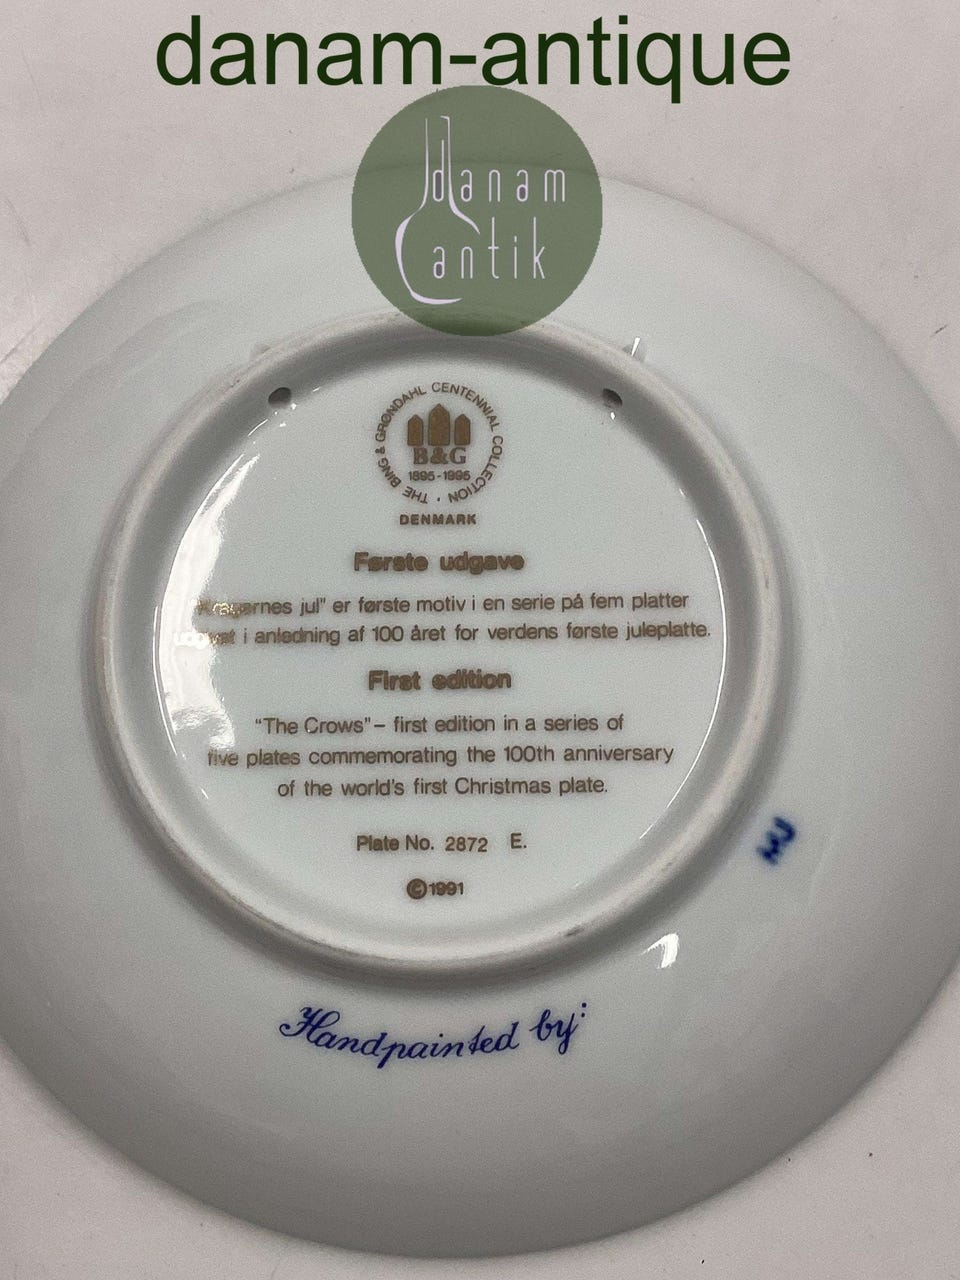 danam-antique
danam
antik
THE BING & GRØNDAHL CENTENNIAL COLLECTION ·
B&G
1895-1995
DENMARK
Første udgave
"Kragernes jul" er første motiv i en serie på fem platter
udgivet i anledning af 100 året for verdens første juleplatte.
First edition
"The Crows" – first edition in a series of
five plates commemorating the 100th anniversary
of the world's first Christmas plate.
Plate No. 2872 E.
©1991
Handpainted by: